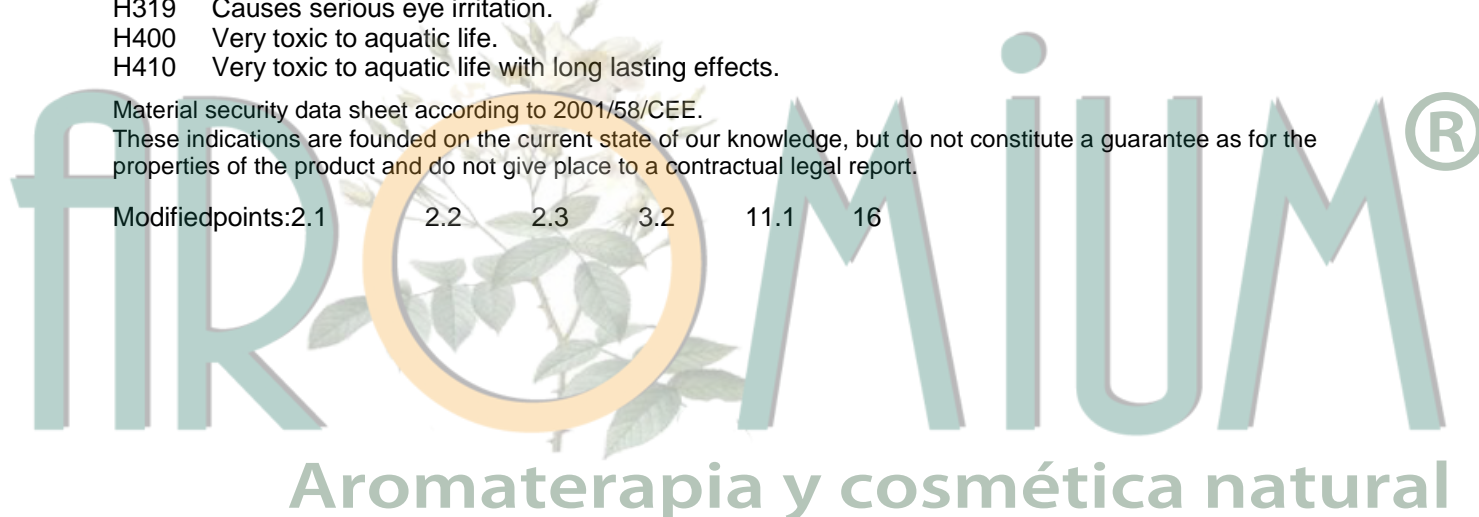 H319 Causes serious eye irritation.
H400 Very toxic to aquatic life.
H410 Very toxic to aquatic life with long lasting effects.
Material security data sheet according to 2001/58/CEE.
These indications are founded on the current state of our knowledge, but do not constitute a guarantee as for the
properties of the product and do not give place to a contractual legal report.
Modifiedpoints:2.1 2.2 2.3 3.2 11.1 16
AROMiUM®
Aromaterapia y cosmética natural